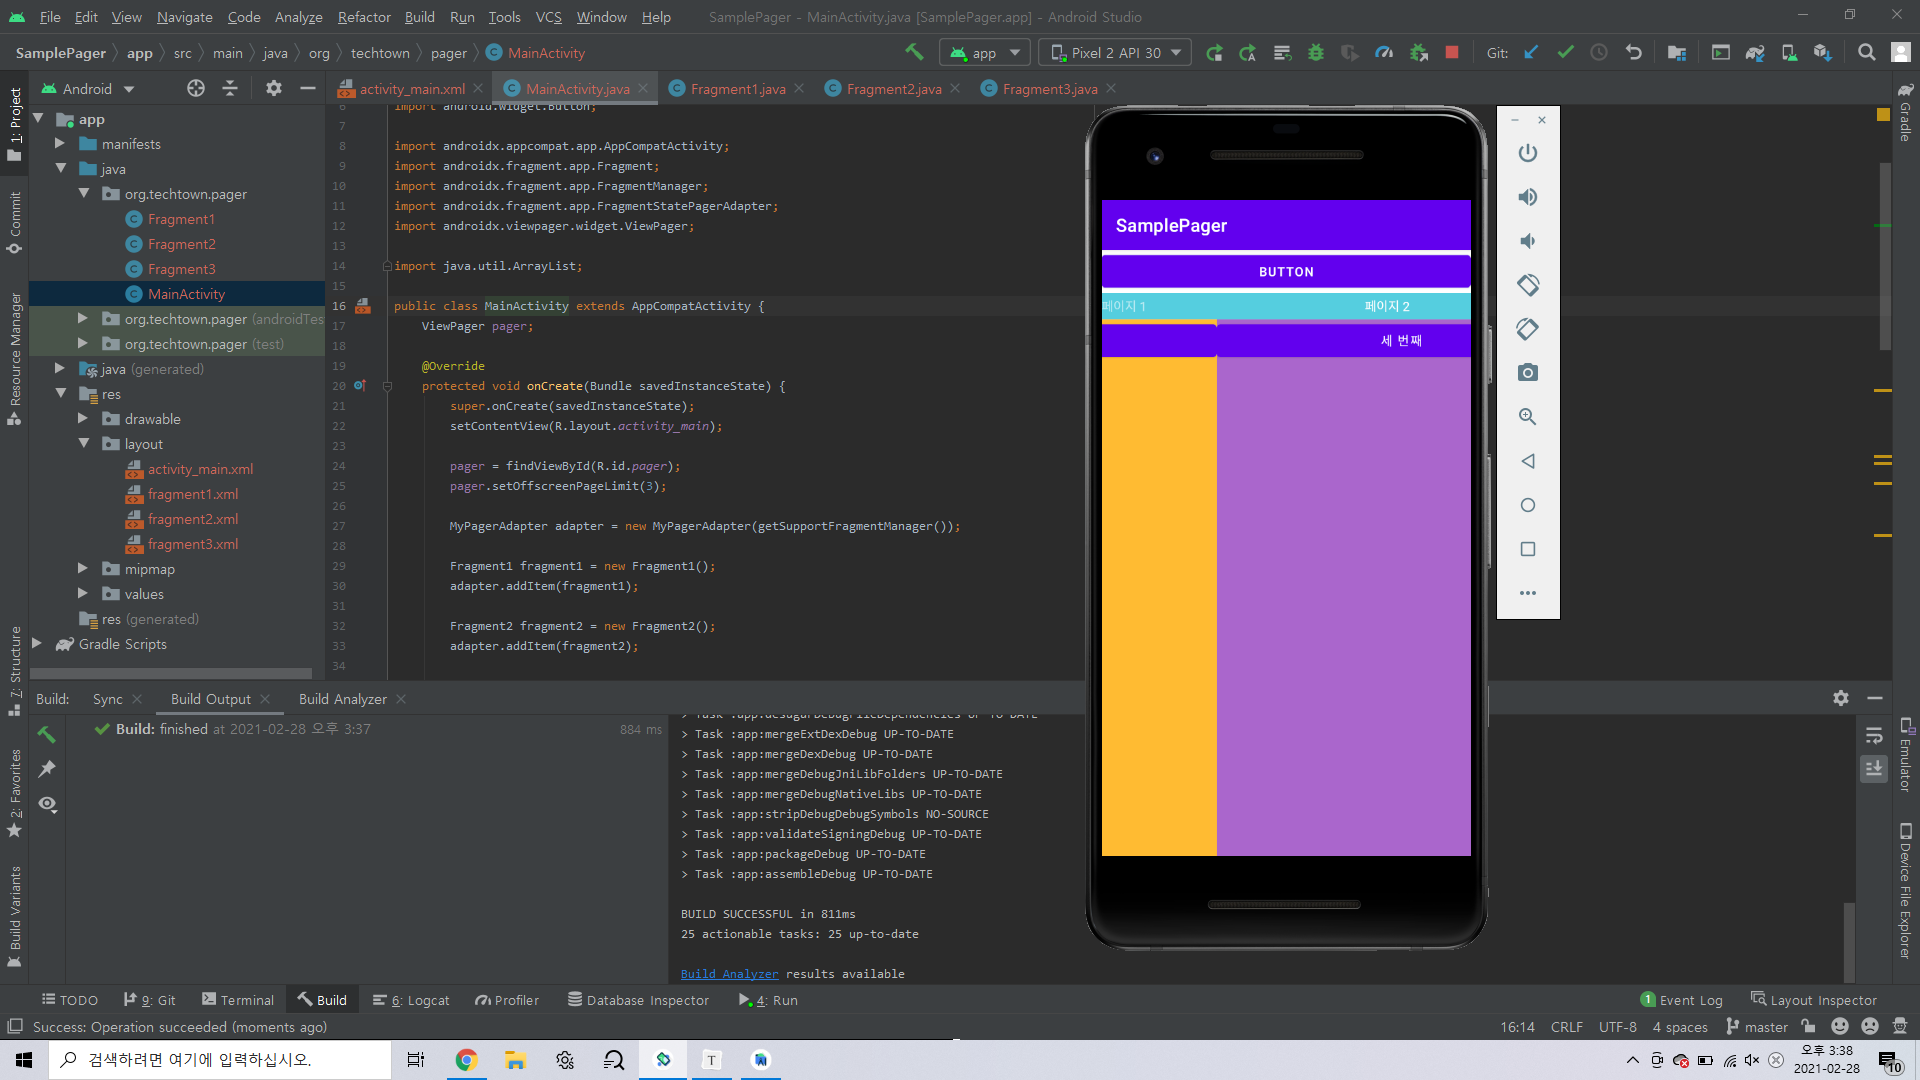 File Edit View Navigate Code Analyze Refactor Build Run Tools VCS Window Help SamplePager - MainActivity.java [SamplePager.app] - Android Studio
SamplePager app src main java org techtown pager MainActivity app Pixel 2 API 30 Git:
Android activity_main.xml MainActivity.java Fragment1.java Fragment2.java Fragment3.java
1: Project
Commit
Resource Manager
7: Structure
2: Favorites
Build Variants
app
manifests
java
org.techtown.pager
Fragment1
Fragment2
Fragment3
MainActivity
org.techtown.pager (androidTes
org.techtown.pager (test)
java (generated)
res
drawable
layout
activity_main.xml
fragment1.xml
fragment2.xml
fragment3.xml
mipmap
values
res (generated)
Gradle Scripts
6 import android.widget.Button;
7
8 import androidx.appcompat.app.AppCompatActivity;
9 import androidx.fragment.app.Fragment;
10 import androidx.fragment.app.FragmentManager;
11 import androidx.fragment.app.FragmentStatePagerAdapter;
12 import androidx.viewpager.widget.ViewPager;
13
14 import java.util.ArrayList;
15
16 public class MainActivity extends AppCompatActivity {
17 ViewPager pager;
18
19 @Override
20 protected void onCreate(Bundle savedInstanceState) {
21 super.onCreate(savedInstanceState);
22 setContentView(R.layout.activity_main);
23
24 pager = findViewById(R.id.pager);
25 pager.setOffscreenPageLimit(3);
26
27 MyPagerAdapter adapter = new MyPagerAdapter(getSupportFragmentManager());
28
29 Fragment1 fragment1 = new Fragment1();
30 adapter.addItem(fragment1);
31
32 Fragment2 fragment2 = new Fragment2();
33 adapter.addItem(fragment2);
34
SamplePager
BUTTON
페이지 1 페이지 2
세 번째
Gradle
Emulator
Device File Explorer
Build: Sync Build Output Build Analyzer
Build: finished at 2021-02-28 오후 3:37 884 ms
> Task :app:desugarDebugFileDependencies UP-TO-DATE
> Task :app:mergeExtDexDebug UP-TO-DATE
> Task :app:mergeDexDebug UP-TO-DATE
> Task :app:mergeDebugJniLibFolders UP-TO-DATE
> Task :app:mergeDebugNativeLibs UP-TO-DATE
> Task :app:stripDebugDebugSymbols NO-SOURCE
> Task :app:validateSigningDebug UP-TO-DATE
> Task :app:packageDebug UP-TO-DATE
> Task :app:assembleDebug UP-TO-DATE
BUILD SUCCESSFUL in 811ms
25 actionable tasks: 25 up-to-date
Build Analyzer results available
TODO 9: Git Terminal Build 6: Logcat Profiler Database Inspector 4: Run 1 Event Log Layout Inspector
Success: Operation succeeded (moments ago) 16:14 CRLF UTF-8 4 spaces master
검색하려면 여기에 입력하십시오. T 오후 3:38
2021-02-28 10